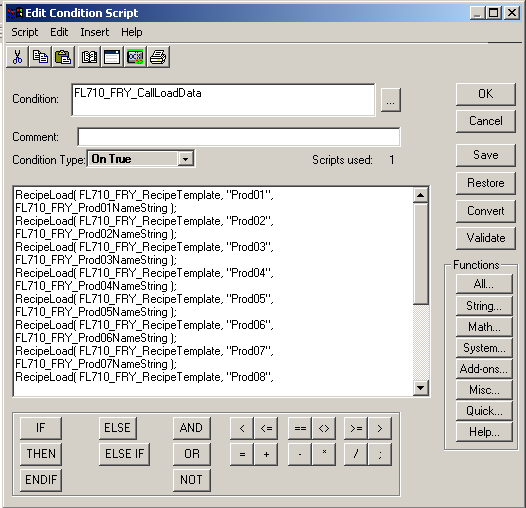 Edit Condition Script
Script Edit Insert Help
Condition: FL710_FRY_CallLoadData ... OK
Cancel
Comment:
Condition Type: On True Scripts used: 1 Save
Restore
Convert
Validate
RecipeLoad( FL710_FRY_RecipeTemplate, "Prod01",
FL710_FRY_Prod01NameString );
RecipeLoad( FL710_FRY_RecipeTemplate, "Prod02",
FL710_FRY_Prod02NameString );
RecipeLoad( FL710_FRY_RecipeTemplate, "Prod03",
FL710_FRY_Prod03NameString );
RecipeLoad( FL710_FRY_RecipeTemplate, "Prod04",
FL710_FRY_Prod04NameString );
RecipeLoad( FL710_FRY_RecipeTemplate, "Prod05",
FL710_FRY_Prod05NameString );
RecipeLoad( FL710_FRY_RecipeTemplate, "Prod06",
FL710_FRY_Prod06NameString );
RecipeLoad( FL710_FRY_RecipeTemplate, "Prod07",
FL710_FRY_Prod07NameString );
RecipeLoad( FL710_FRY_RecipeTemplate, "Prod08",
Functions
All...
String...
Math...
System...
Add-ons...
Misc...
Quick...
Help...
IF ELSE AND < <= == <> >= >
THEN ELSE IF OR = + - * / ;
ENDIF NOT